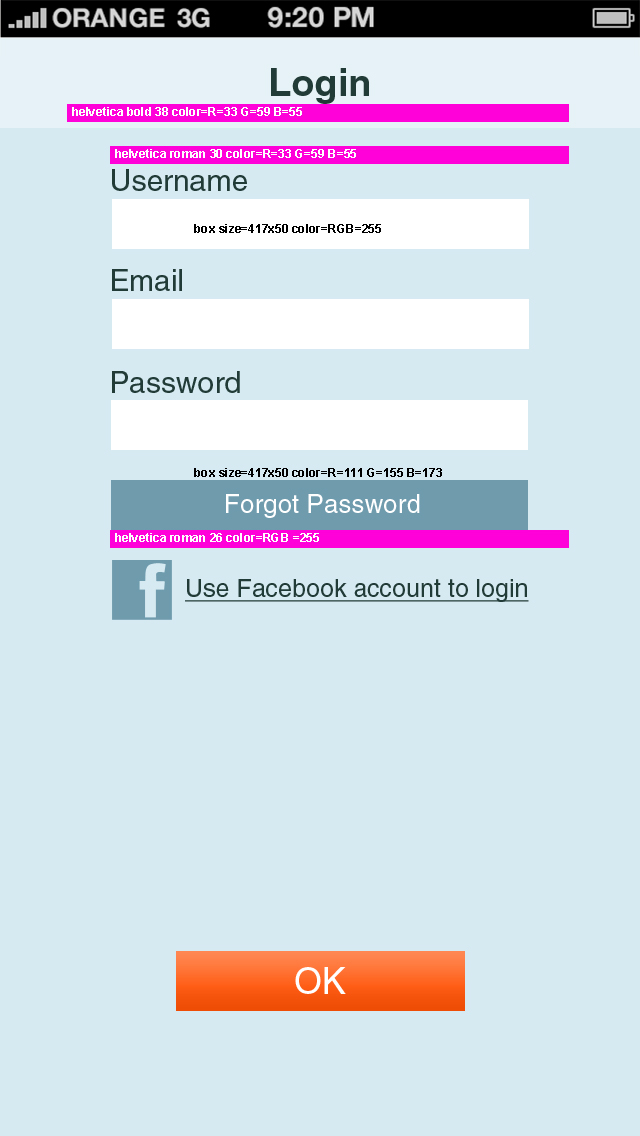 ORANGE 3G 9:20 PM
Login
helvetica bold 38 color=R=33 G=59 B=55
helvetica roman 30 color=R=33 G=59 B=55
Username
box size=417x50 color=RGB=255
Email
Password
box size=417x50 color=R=111 G=155 B=173
Forgot Password
helvetica roman 26 color=RGB =255
f Use Facebook account to login
OK